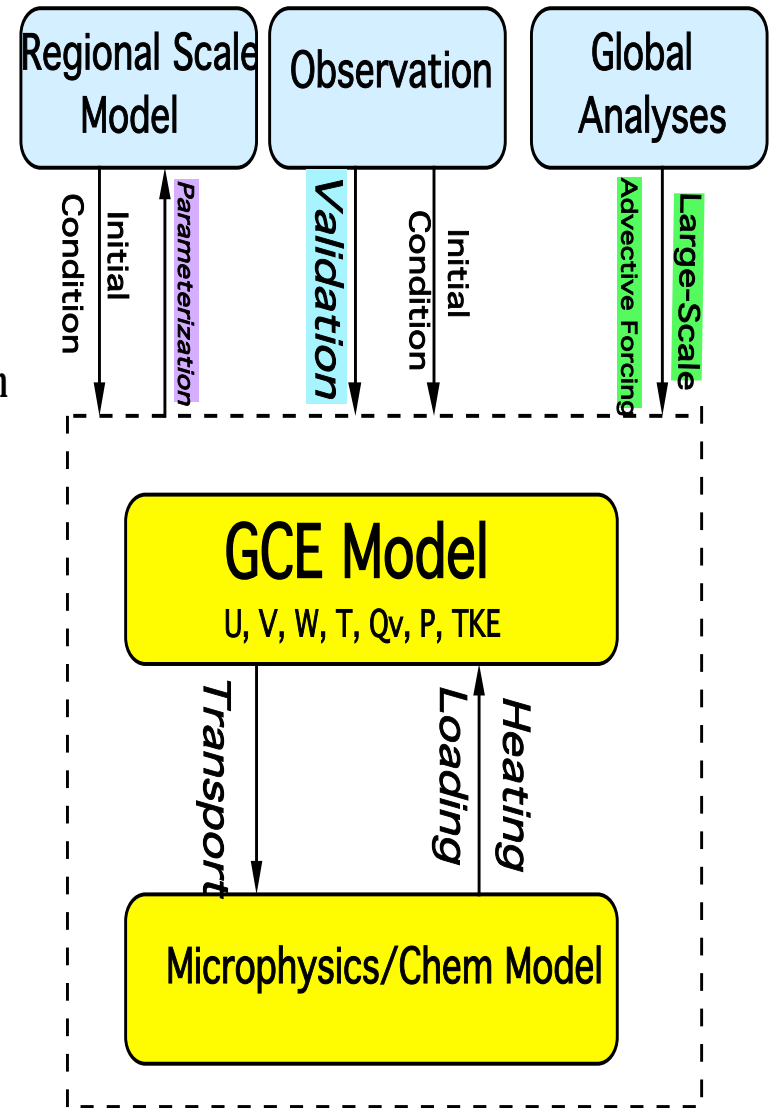 Regional Scale
Model
Observation
Global
Analyses
Initial
Condition
Parameterization
Validation
Initial
Condition
Large-Scale
Advective Forcing
n
GCE Model
U, V, W, T, Qv, P, TKE
Transport
Heating
Loading
Microphysics/Chem Model